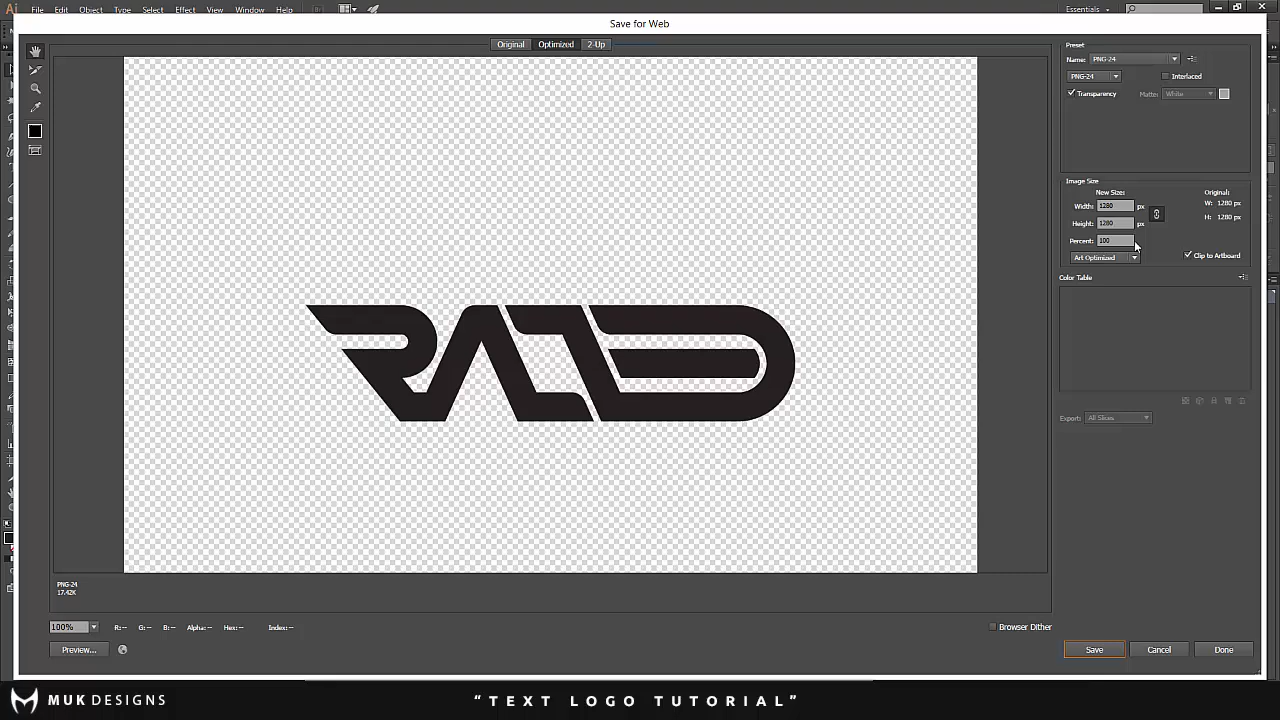 Ai File Edit Object Type Select Effect View Window Help Br Essentials
Save for Web
Original Optimized 2-Up
Preset
Name: PNG-24
PNG-24 Interlaced
Transparency Matte: White
Image Size
New Size: Original:
Width: 1280 px W: 1280 px
Height: 1280 px H: 1280 px
Percent: 100
Art Optimized Clip to Artboard
Color Table
Export: All Slices
PNG-24
17.42K
100% R:-- G:-- B:-- Alpha:-- Hex:-- Index:--
Browser Dither
Preview... Save Cancel Done
MUK DESIGNS "TEXT LOGO TUTORIAL"